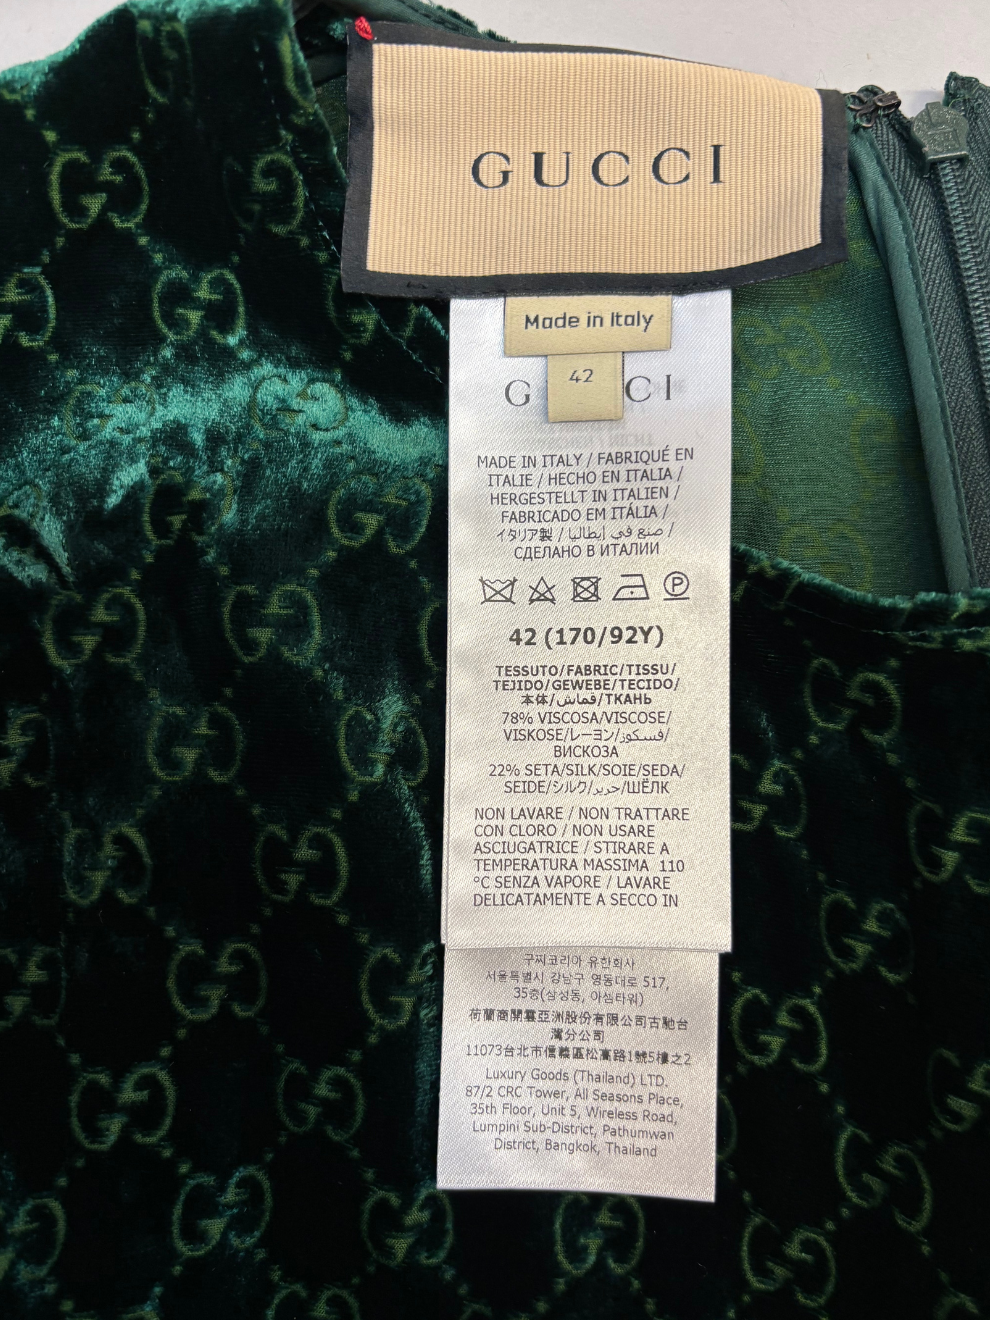 GUCCI
Made in Italy
42
G CI
MADE IN ITALY / FABRIQUÉ EN
ITALIE / HECHO EN ITALIA /
HERGESTELLT IN ITALIEN /
FABRICADO EM ITÁLIA /
イタリア製 / صنع في إيطاليا /
СДЕЛАНО В ИТАЛИИ
P
42 (170/92Y)
TESSUTO/FABRIC/TISSU/
TEJIDO/GEWEBE/TECIDO/
本体/قماش/ТКАНЬ
78% VISCOSA/VISCOSE/
VISKOSE/レーヨン/فسكوز/
ВИСКОЗА
22% SETA/SILK/SOIE/SEDA/
SEIDE/シルク/حرير/ШЁЛК
NON LAVARE / NON TRATTARE
CON CLORO / NON USARE
ASCIUGATRICE / STIRARE A
TEMPERATURA MASSIMA 110
°C SENZA VAPORE / LAVARE
DELICATAMENTE A SECCO IN
구찌코리아 유한회사
서울특별시 강남구 영동대로 517,
35층(삼성동, 아셈타워)
荷蘭商開雲亞洲股份有限公司古馳台
灣分公司
11073台北市信義區松高路1號5樓之2
Luxury Goods (Thailand) LTD.
87/2 CRC Tower, All Seasons Place,
35th Floor, Unit 5, Wireless Road,
Lumpini Sub-District, Pathumwan
District, Bangkok, Thailand